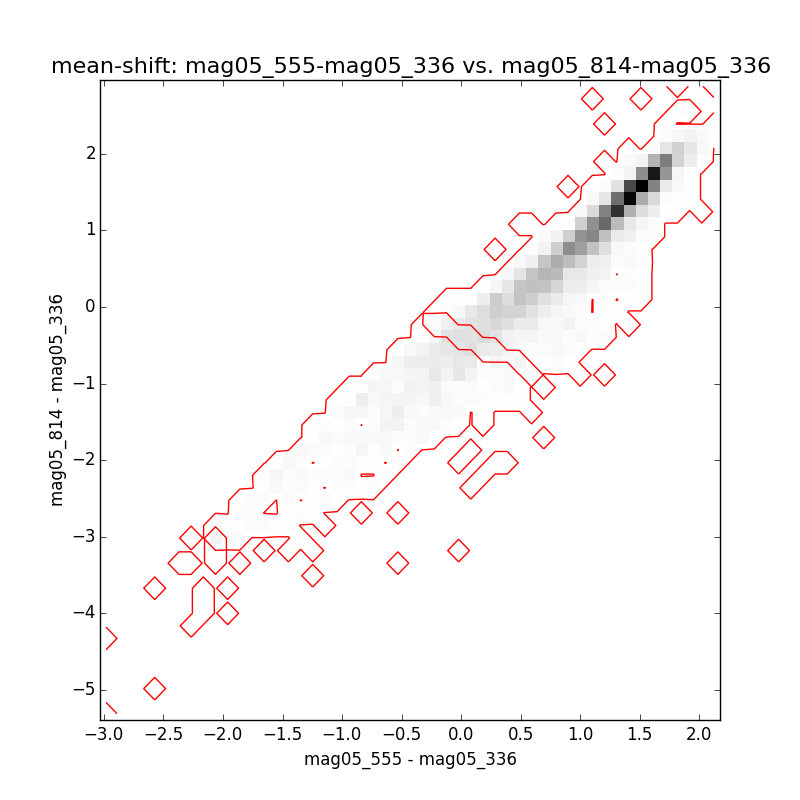 mean-shift: mag05_555-mag05_336 vs. mag05_814-mag05_336
mag05_814 - mag05_336
2
1
0
−1
−2
−3
−4
−5
−3.0 −2.5 −2.0 −1.5 −1.0 −0.5 0.0 0.5 1.0 1.5 2.0
mag05_555 - mag05_336